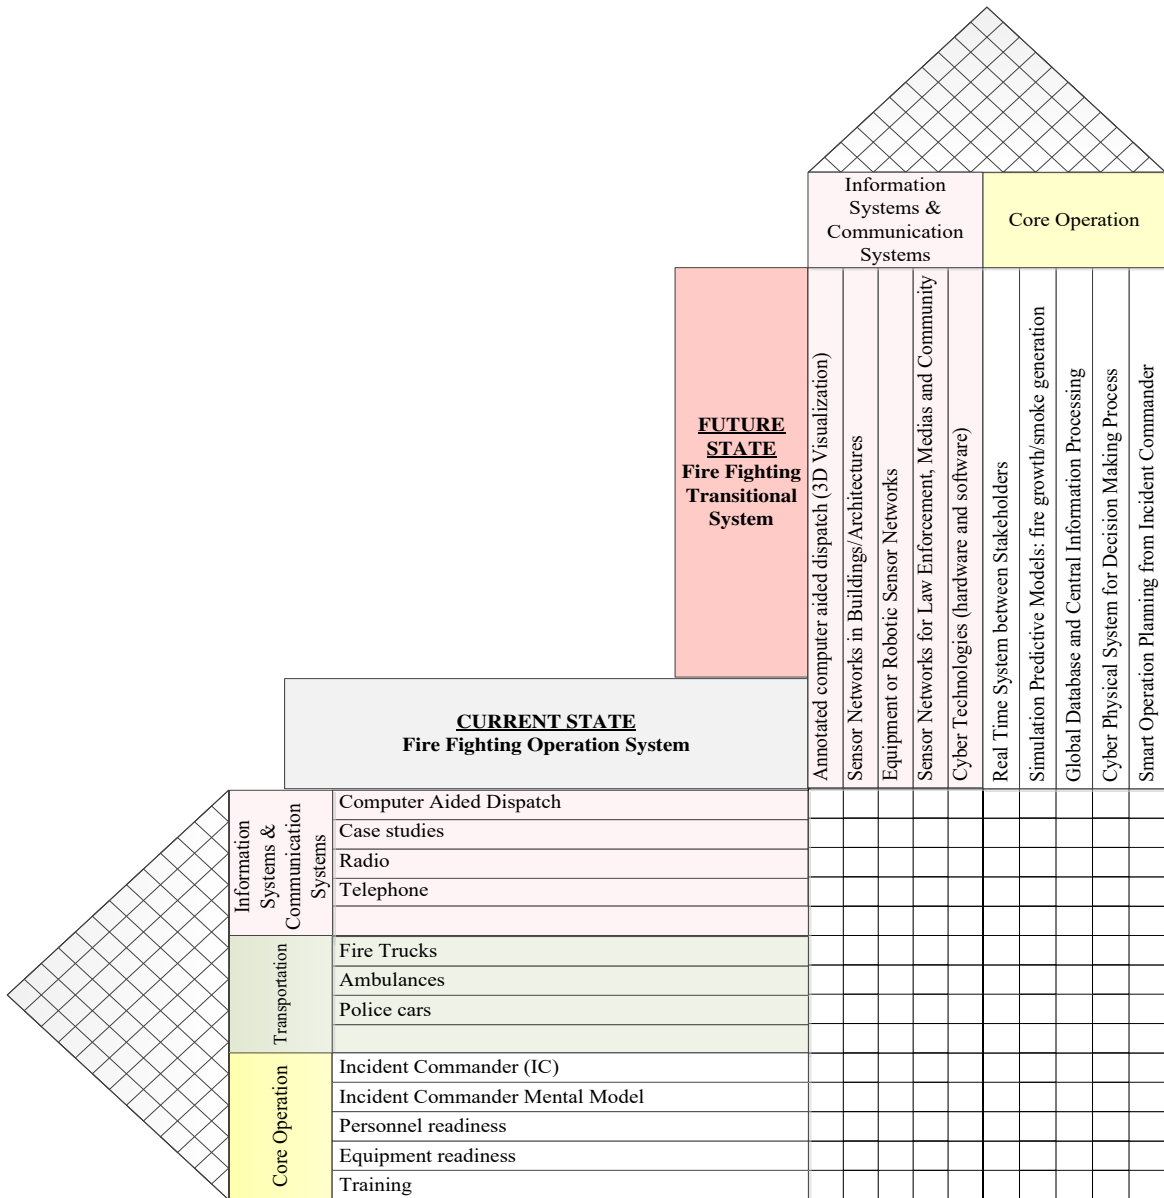 Information
Systems &
Communication
Systems
Core Operation
FUTURE
STATE
Fire Fighting
Transitional
System
Annotated computer aided dispatch (3D Visualization)
Sensor Networks in Buildings/Architectures
Equipment or Robotic Sensor Networks
Sensor Networks for Law Enforcement, Medias and Community
Cyber Technologies (hardware and software)
Real Time System between Stakeholders
Simulation Predictive Models: fire growth/smoke generation
Global Database and Central Information Processing
Cyber Physical System for Decision Making Process
Smart Operation Planning from Incident Commander
CURRENT STATE
Fire Fighting Operation System
Information
Systems &
Communication
Systems
Computer Aided Dispatch
Case studies
Radio
Telephone
Transportation
Fire Trucks
Ambulances
Police cars
Core Operation
Incident Commander (IC)
Incident Commander Mental Model
Personnel readiness
Equipment readiness
Training